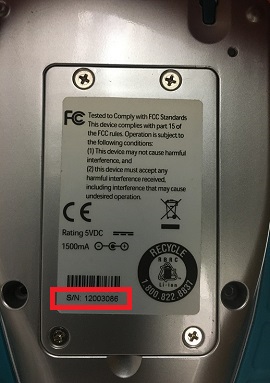 FC Tested to Comply with FCC Standards
This device complies with part 15 of
the FCC rules. Operation is subject to
the following conditions:
(1) This device may not cause harmful
interference, and
(2) this device must accept any
harmful interference received,
including interference that may cause
undesired operation.
CE
Rating 5VDC
1500mA
RECYCLE
RBRC
Li-Ion
1.800.822.8837
S/N: 12003086